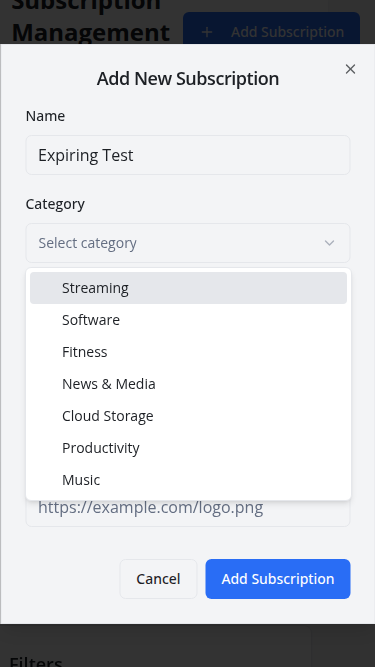 Subscription
Management
+ Add Subscription
Add New Subscription
Name
Expiring Test
Category
Select category
Streaming
Software
Fitness
News & Media
Cloud Storage
Productivity
Music
https://example.com/logo.png
Cancel
Add Subscription
Filters